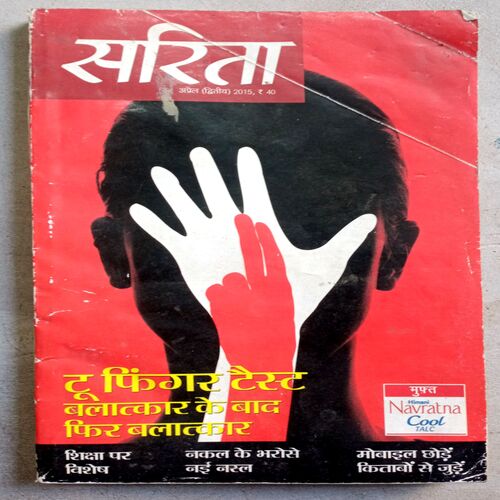 सरिता
अप्रैल (द्वितीय) 2015, ₹ 40
टू फिंगर टैस्ट
बलात्कार के बाद
फिर बलात्कार
मुफ़्त
Himani
Navratna
Cool
TALC
शिक्षा पर
विशेष
नकल के भरोसे
नई नस्ल
मोबाइल छोड़ें
किताबों से जुड़ें